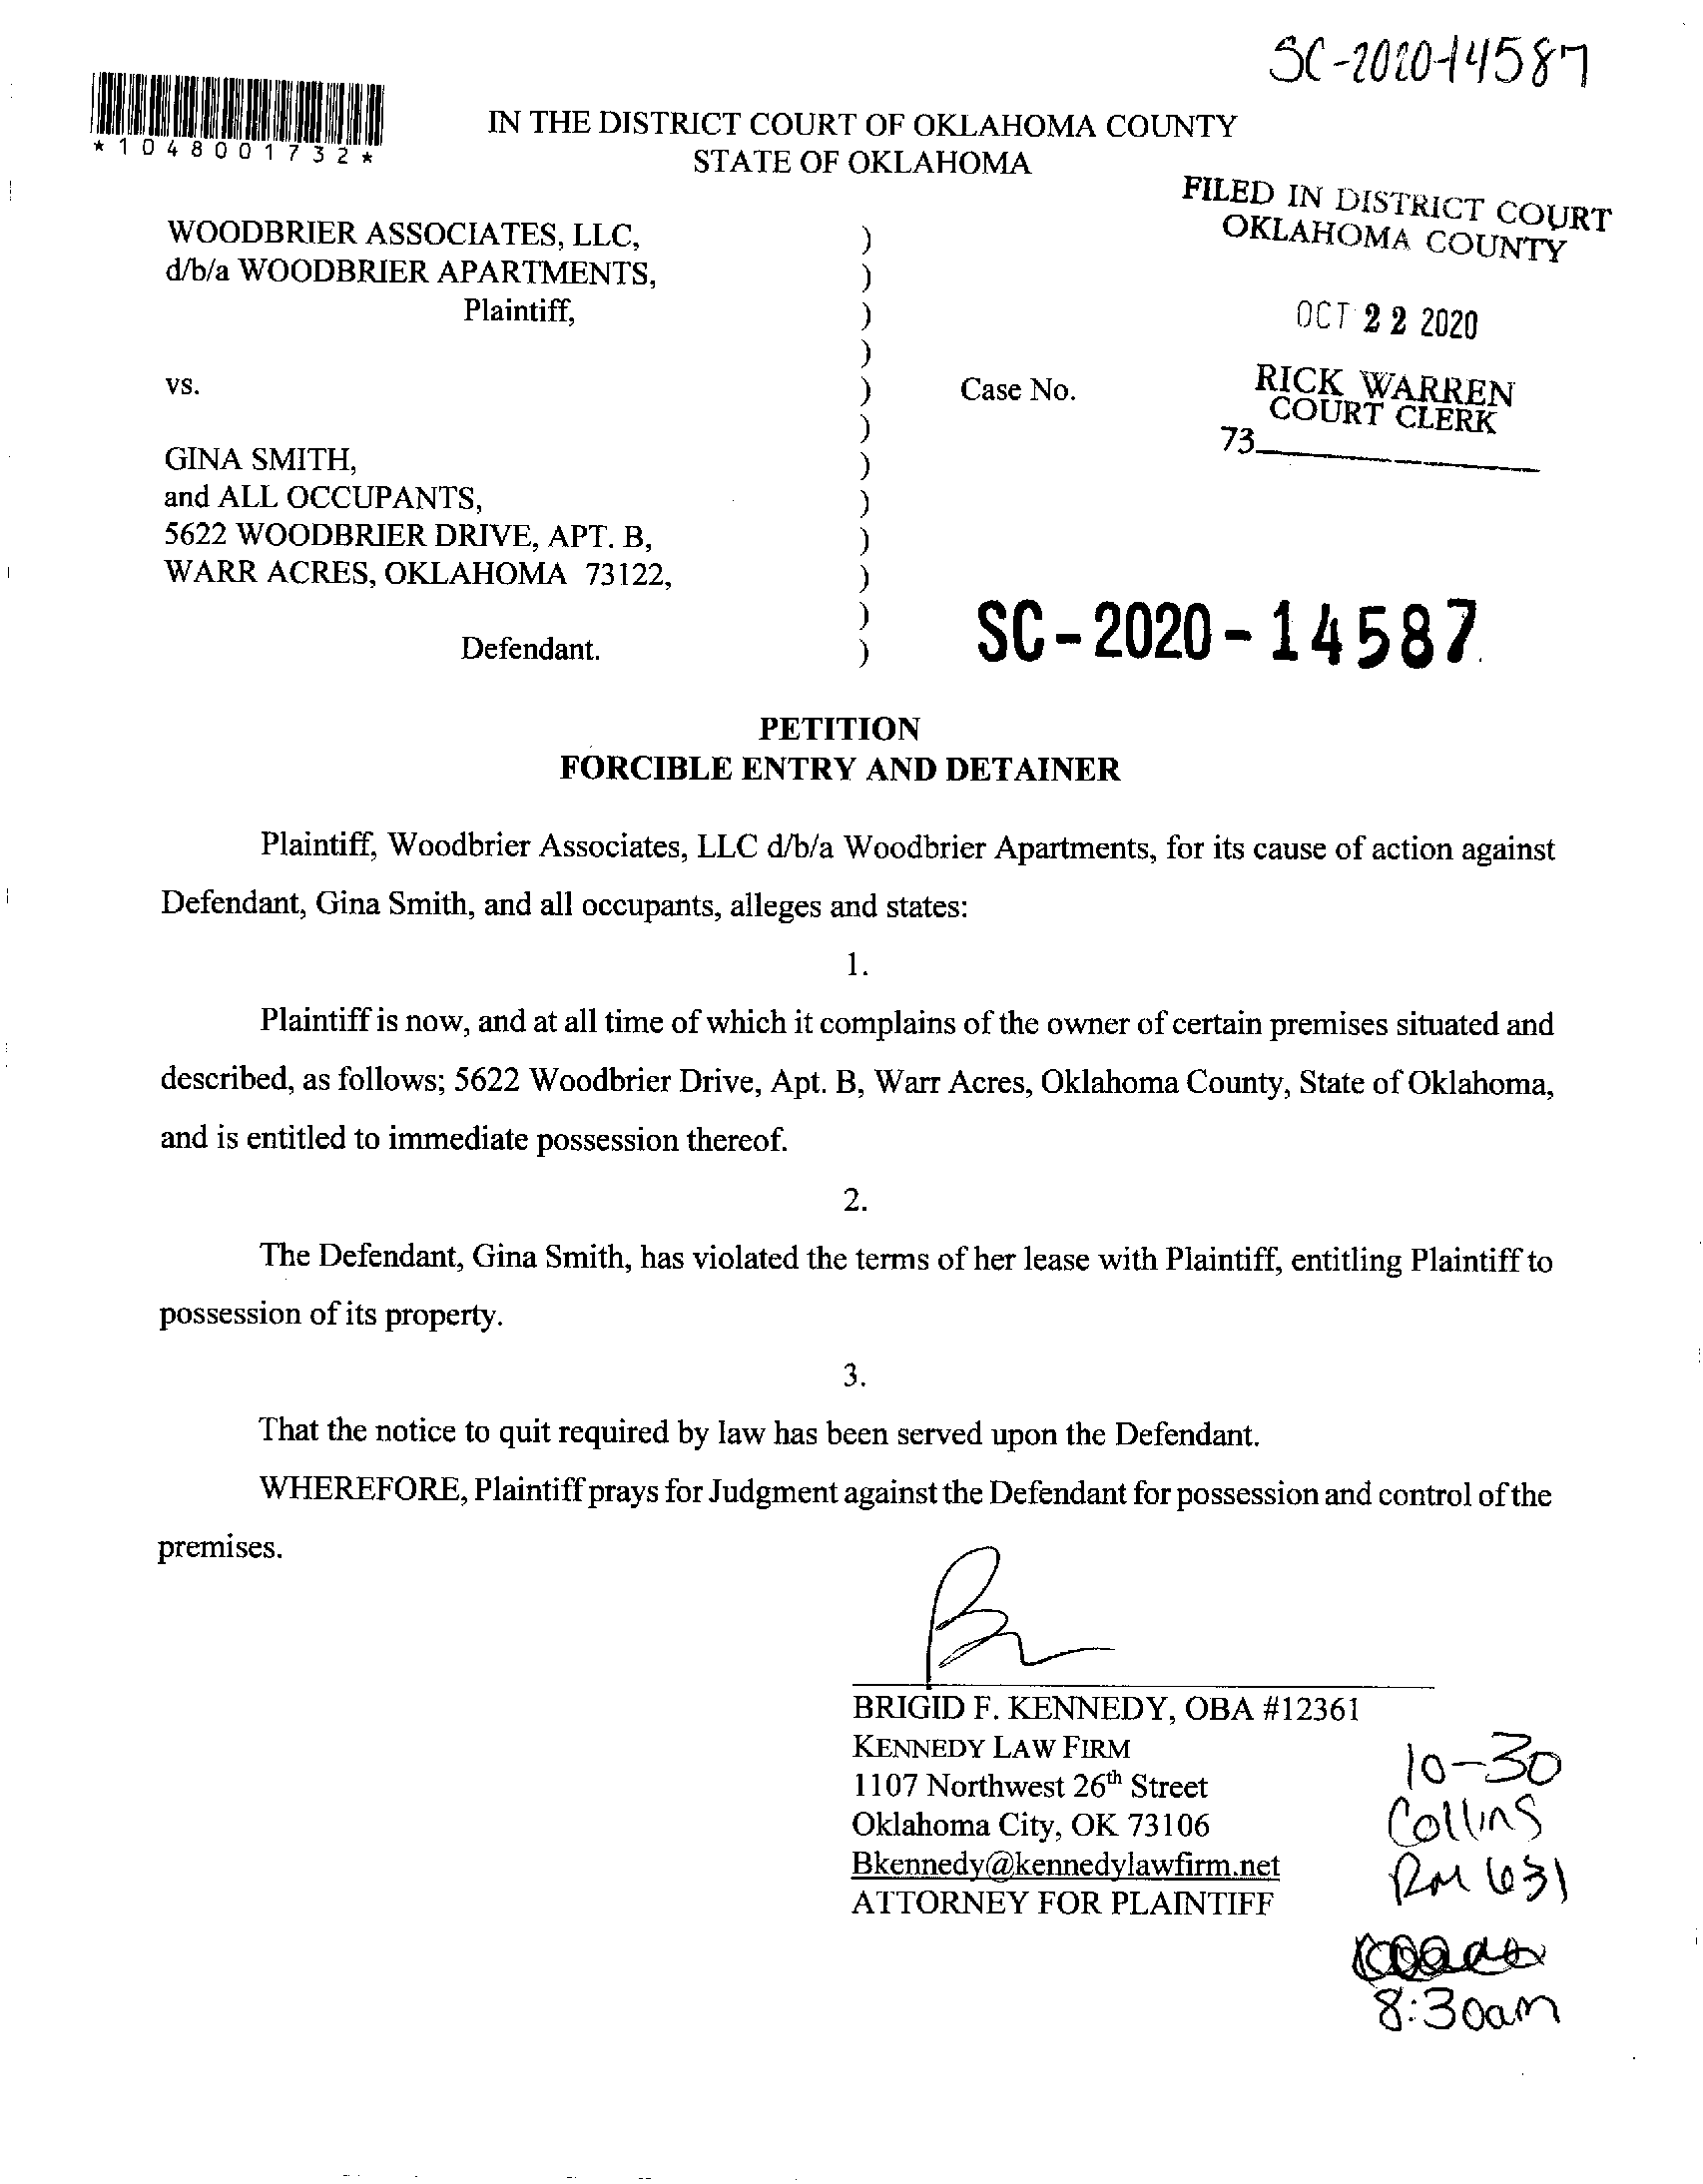 SC-2020-14587
*1048001732*
IN THE DISTRICT COURT OF OKLAHOMA COUNTY
STATE OF OKLAHOMA
FILED IN DISTRICT COURT
OKLAHOMA COUNTY
WOODBRIER ASSOCIATES, LLC, )
d/b/a WOODBRIER APARTMENTS, )
Plaintiff, )
OCT 22 2020
)
vs. ) Case No.
RICK WARREN
COURT CLERK
)
73
GINA SMITH, )
and ALL OCCUPANTS, )
5622 WOODBRIER DRIVE, APT. B, )
WARR ACRES, OKLAHOMA 73122, )
)
SC-2020-14587
Defendant. )
PETITION
FORCIBLE ENTRY AND DETAINER
Plaintiff, Woodbrier Associates, LLC d/b/a Woodbrier Apartments, for its cause of action against
Defendant, Gina Smith, and all occupants, alleges and states:
1.
Plaintiff is now, and at all time of which it complains of the owner of certain premises situated and
described, as follows; 5622 Woodbrier Drive, Apt. B, Warr Acres, Oklahoma County, State of Oklahoma,
and is entitled to immediate possession thereof.
2.
The Defendant, Gina Smith, has violated the terms of her lease with Plaintiff, entitling Plaintiff to
possession of its property.
3.
That the notice to quit required by law has been served upon the Defendant.
WHEREFORE, Plaintiff prays for Judgment against the Defendant for possession and control of the
premises.
BRIGID F. KENNEDY, OBA #12361
KENNEDY LAW FIRM
1107 Northwest 26th Street
Oklahoma City, OK 73106
Bkennedy@kennedylawfirm.net
ATTORNEY FOR PLAINTIFF
10-30
Collins
RM 631
8:30am